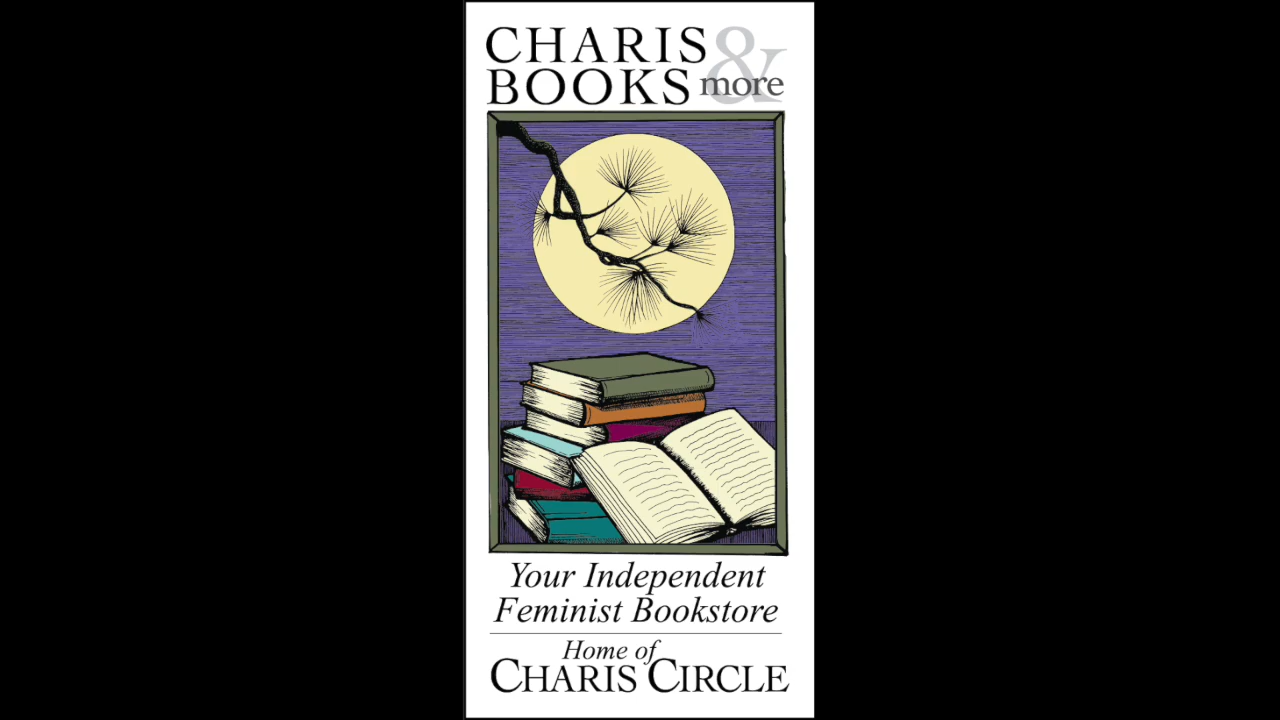 CHARIS &
BOOKS more
Your Independent
Feminist Bookstore
Home of
CHARIS CIRCLE